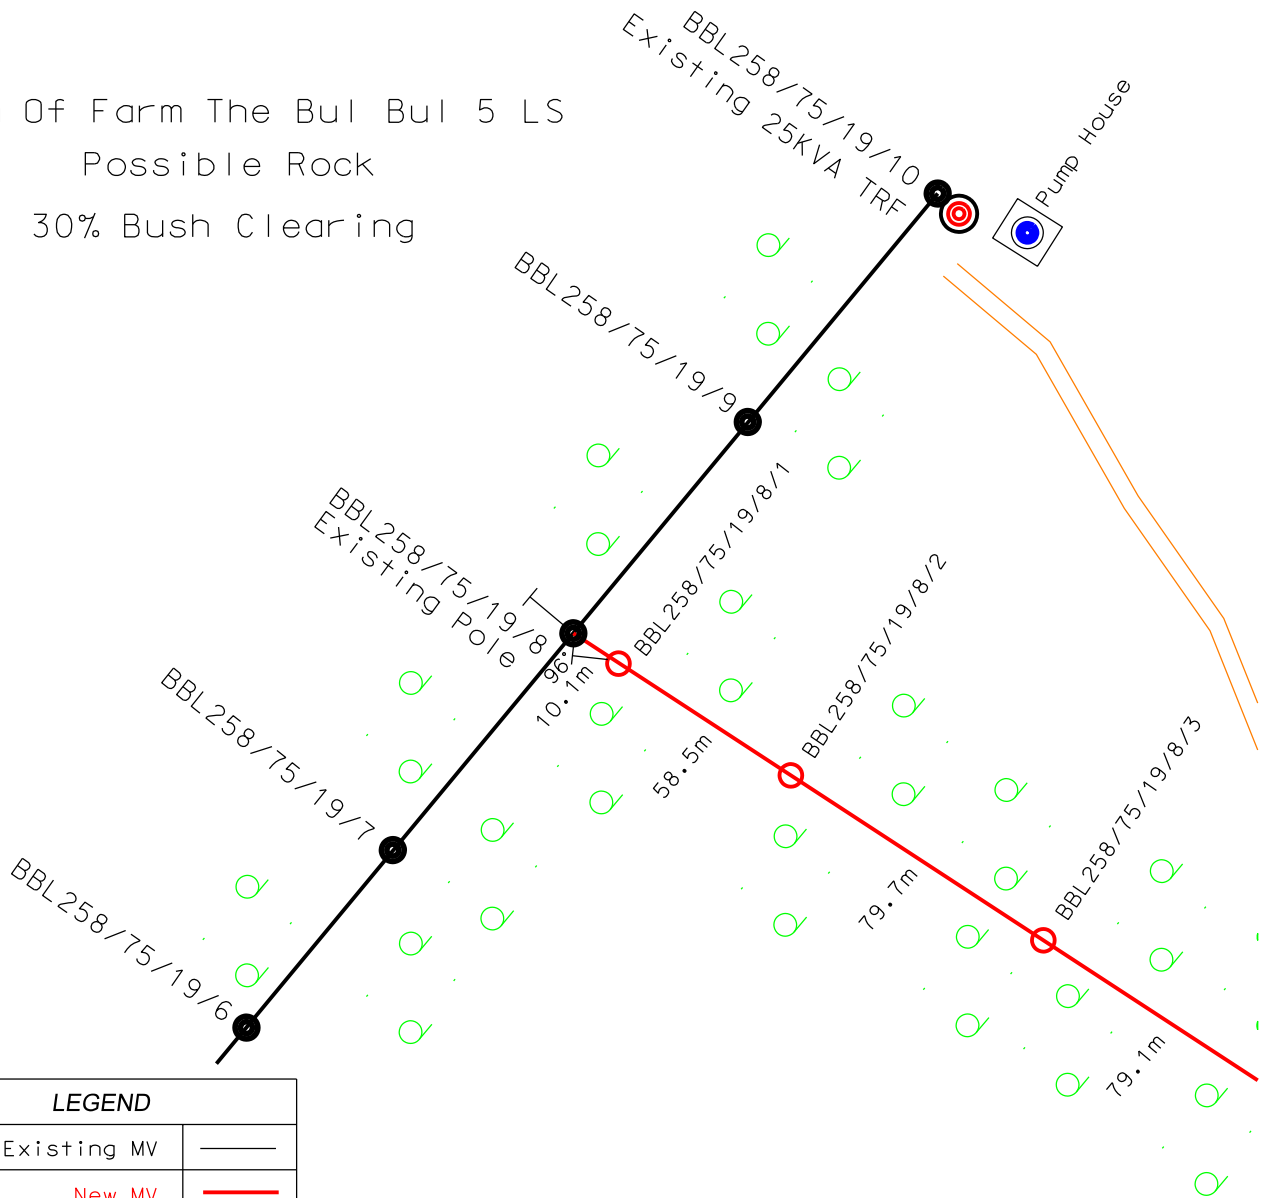 Of Farm The Bul Bul 5 LS
Possible Rock
30% Bush Clearing
BBL258/75/19/10
Existing 25KVA TRF
Pump House
BBL258/75/19/9
BBL258/75/19/8
Existing Pole
BBL258/75/19/8/1
96°
10.1m
BBL258/75/19/8/2
58.5m
BBL258/75/19/7
BBL258/75/19/8/3
79.7m
BBL258/75/19/6
79.1m
LEGEND
Existing MV
New MV